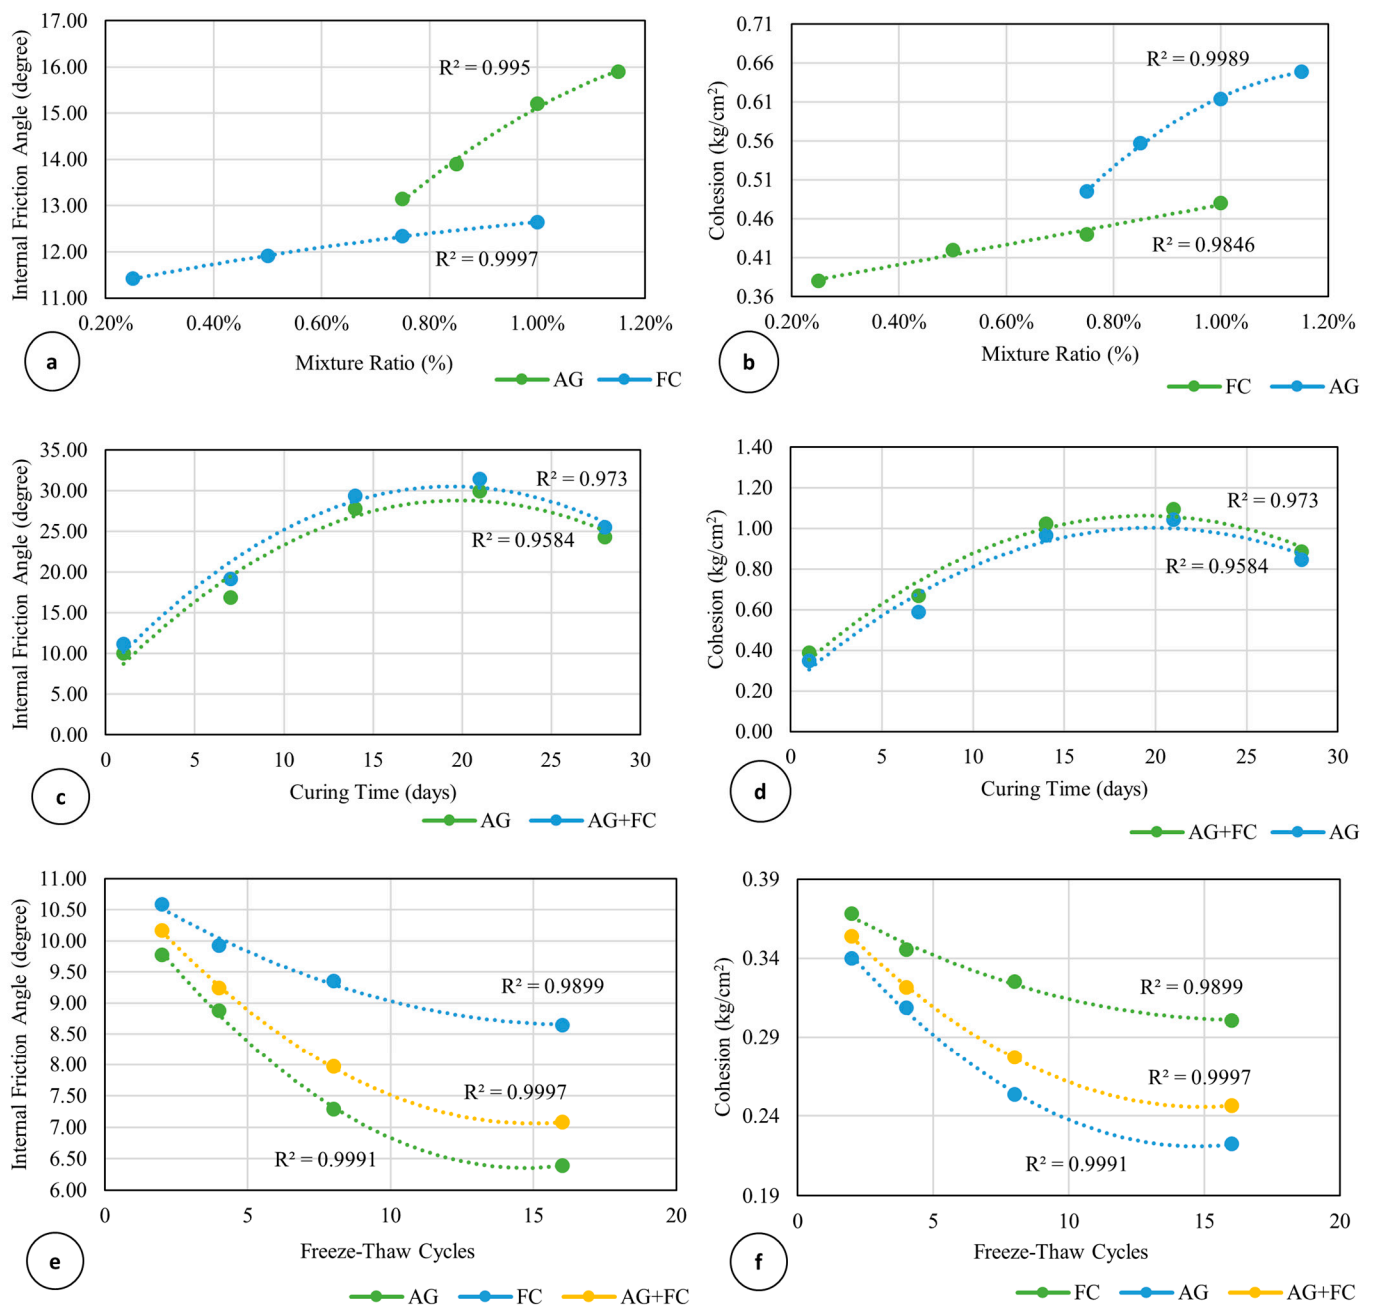 17.00
16.00
15.00
14.00
13.00
12.00
11.00
0.20% 0.40% 0.60% 0.80% 1.00% 1.20%
Internal Friction Angle (degree)
R² = 0.995
R² = 0.9997
Mixture Ratio (%)
a
AG FC
0.71
0.66
0.61
0.56
0.51
0.46
0.41
0.36
0.20% 0.40% 0.60% 0.80% 1.00% 1.20%
Cohesion (kg/cm²)
R² = 0.9989
R² = 0.9846
Mixture Ratio (%)
b
FC AG
35.00
30.00
25.00
20.00
15.00
10.00
5.00
0.00
0 5 10 15 20 25 30
Internal Friction Angle (degree)
R² = 0.973
R² = 0.9584
Curing Time (days)
c
AG AG+FC
1.40
1.20
1.00
0.80
0.60
0.40
0.20
0.00
0 5 10 15 20 25 30
Cohesion (kg/cm²)
R² = 0.973
R² = 0.9584
Curing Time (days)
d
AG+FC AG
11.00
10.50
10.00
9.50
9.00
8.50
8.00
7.50
7.00
6.50
6.00
0 5 10 15 20
Internal Friction Angle (degree)
R² = 0.9899
R² = 0.9997
R² = 0.9991
Freeze-Thaw Cycles
e
AG FC AG+FC
0.39
0.34
0.29
0.24
0.19
0 5 10 15 20
Cohesion (kg/cm²)
R² = 0.9899
R² = 0.9997
R² = 0.9991
Freeze-Thaw Cycles
f
FC AG AG+FC